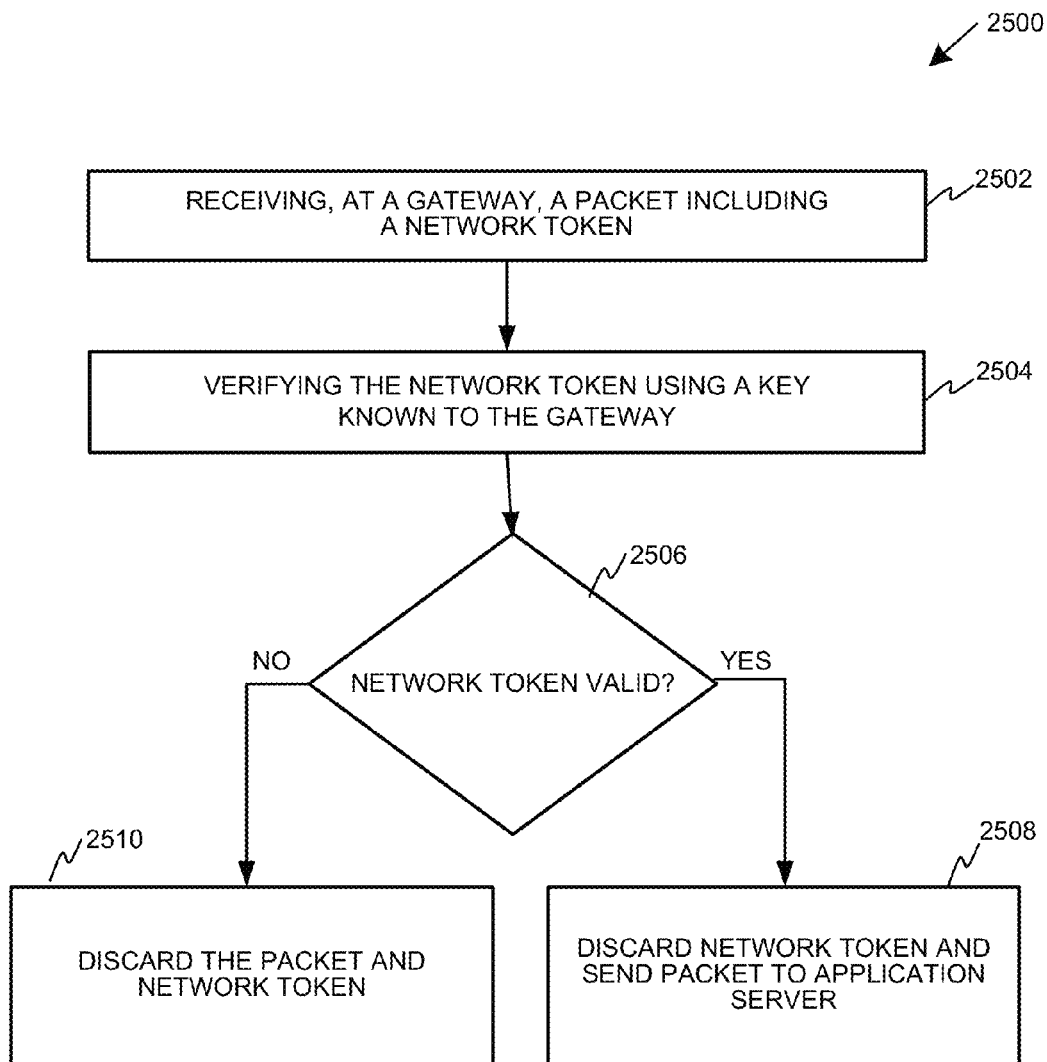 2500
RECEIVING, AT A GATEWAY, A PACKET INCLUDING
A NETWORK TOKEN
2502
VERIFYING THE NETWORK TOKEN USING A KEY
KNOWN TO THE GATEWAY
2504
2506
NO
NETWORK TOKEN VALID?
YES
2510
2508
DISCARD THE PACKET AND
NETWORK TOKEN
DISCARD NETWORK TOKEN AND
SEND PACKET TO APPLICATION
SERVER